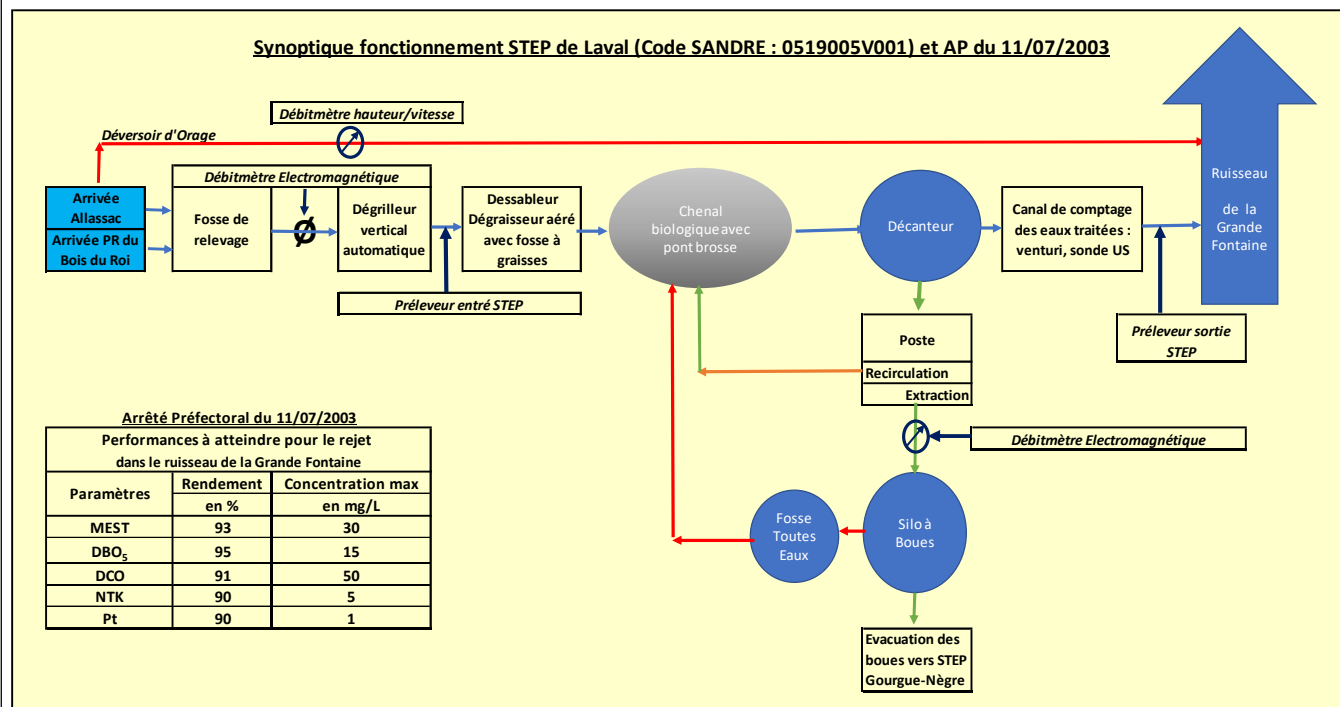 Synoptique fonctionnement STEP de Laval (Code SANDRE : 0519005V001) et AP du 11/07/2003
Débitmètre hauteur/vitesse
Déversoir d'Orage
Arrivée
Allassac
Arrivée PR du
Bois du Roi
Débitmètre Electromagnétique
Fosse de
relevage
Ø
Dégrilleur
vertical
automatique
Dessableur
Dégraisseur aéré
avec fosse à
graisses
Préleveur entré STEP
Chenal
biologique avec
pont brosse
Décanteur
Canal de comptage
des eaux traitées :
venturi, sonde US
Ruisseau
de la
Grande
Fontaine
Préleveur sortie
STEP
Poste
Recirculation
Extraction
Débitmètre Electromagnétique
Fosse
Toutes
Eaux
Silo à
Boues
Evacuation des
boues vers STEP
Gourgue-Nègre
Arrêté Préfectoral du 11/07/2003
Performances à atteindre pour le rejet
dans le ruisseau de la Grande Fontaine
Paramètres Rendement Concentration max
en % en mg/L
MEST 93 30
DBO₅ 95 15
DCO 91 50
NTK 90 5
Pt 90 1